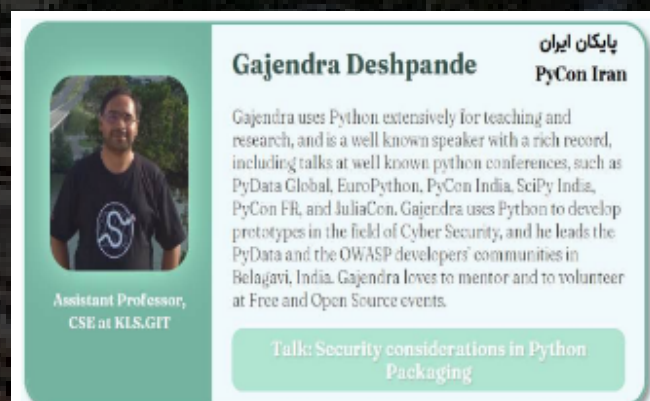 پایکان ایران
PyCon Iran
Gajendra Deshpande
Gajendra uses Python extensively for teaching and
research, and is a well known speaker with a rich record,
including talks at well known python conferences, such as
PyData Global, EuroPython, PyCon India, SciPy India,
PyCon FR, and JuliaCon. Gajendra uses Python to develop
prototypes in the field of Cyber Security, and he leads the
PyData and the OWASP developers' communities in
Belagavi, India. Gajendra loves to mentor and to volunteer
at Free and Open Source events.
Assistant Professor,
CSE at KLS.GIT
Talk: Security considerations in Python
Packaging